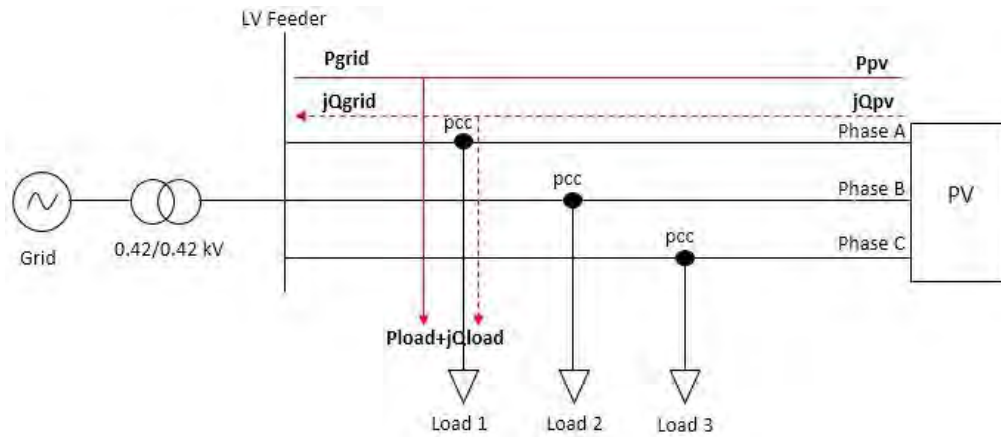 LV Feeder
Pgrid Ppv
jQgrid jQpv
pcc Phase A
pcc Phase B PV
pcc Phase C
Grid 0.42/0.42 kV
Pload+jQload
Load 1 Load 2 Load 3